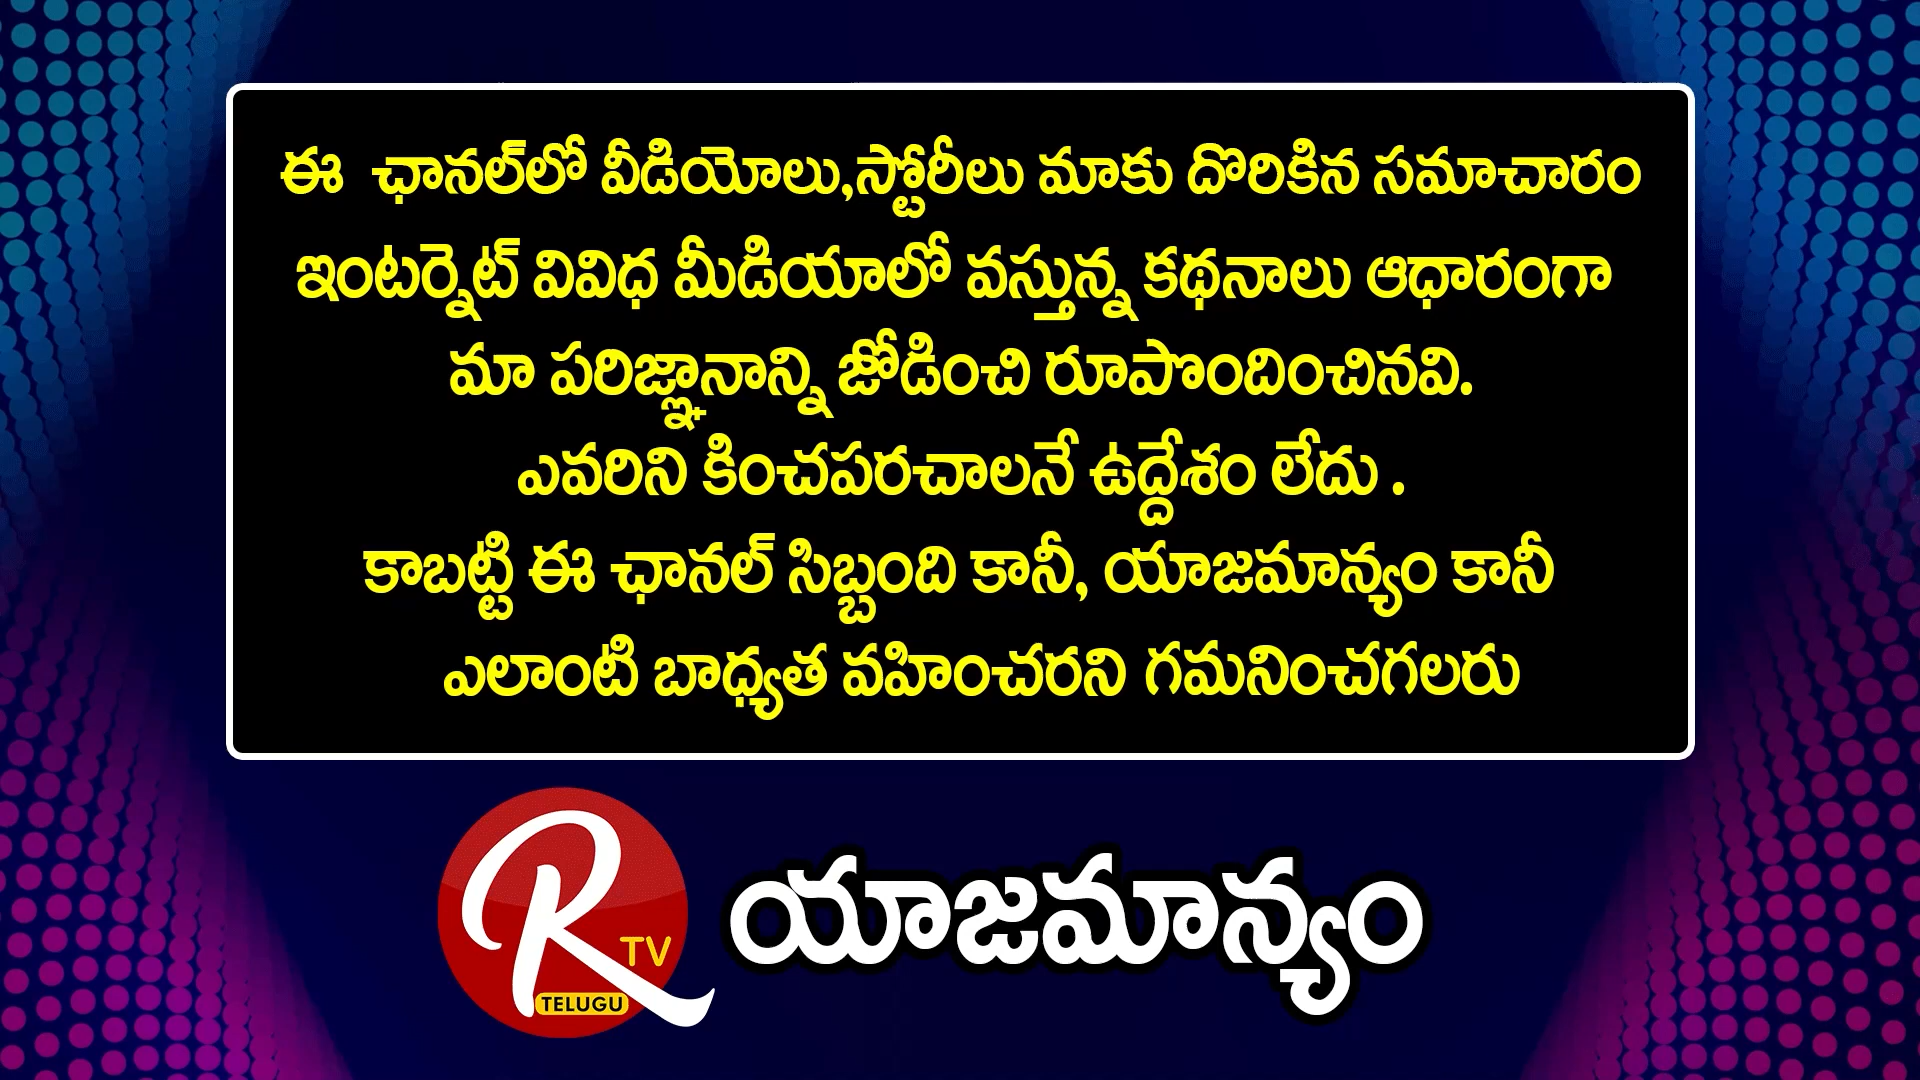 ఈ ఛానల్‌లో వీడియోలు,స్టోరీలు మాకు దొరికిన సమాచారం
ఇంటర్నెట్ వివిధ మీడియాలో వస్తున్న కథనాలు ఆధారంగా
మా పరిజ్ఞానాన్ని జోడించి రూపొందించినవి.
ఎవరిని కించపరచాలనే ఉద్దేశం లేదు .
కాబట్టి ఈ ఛానల్ సిబ్బంది కానీ, యాజమాన్యం కానీ
ఎలాంటి బాధ్యత వహించరని గమనించగలరు
R TV
TELUGU
యాజమాన్యం